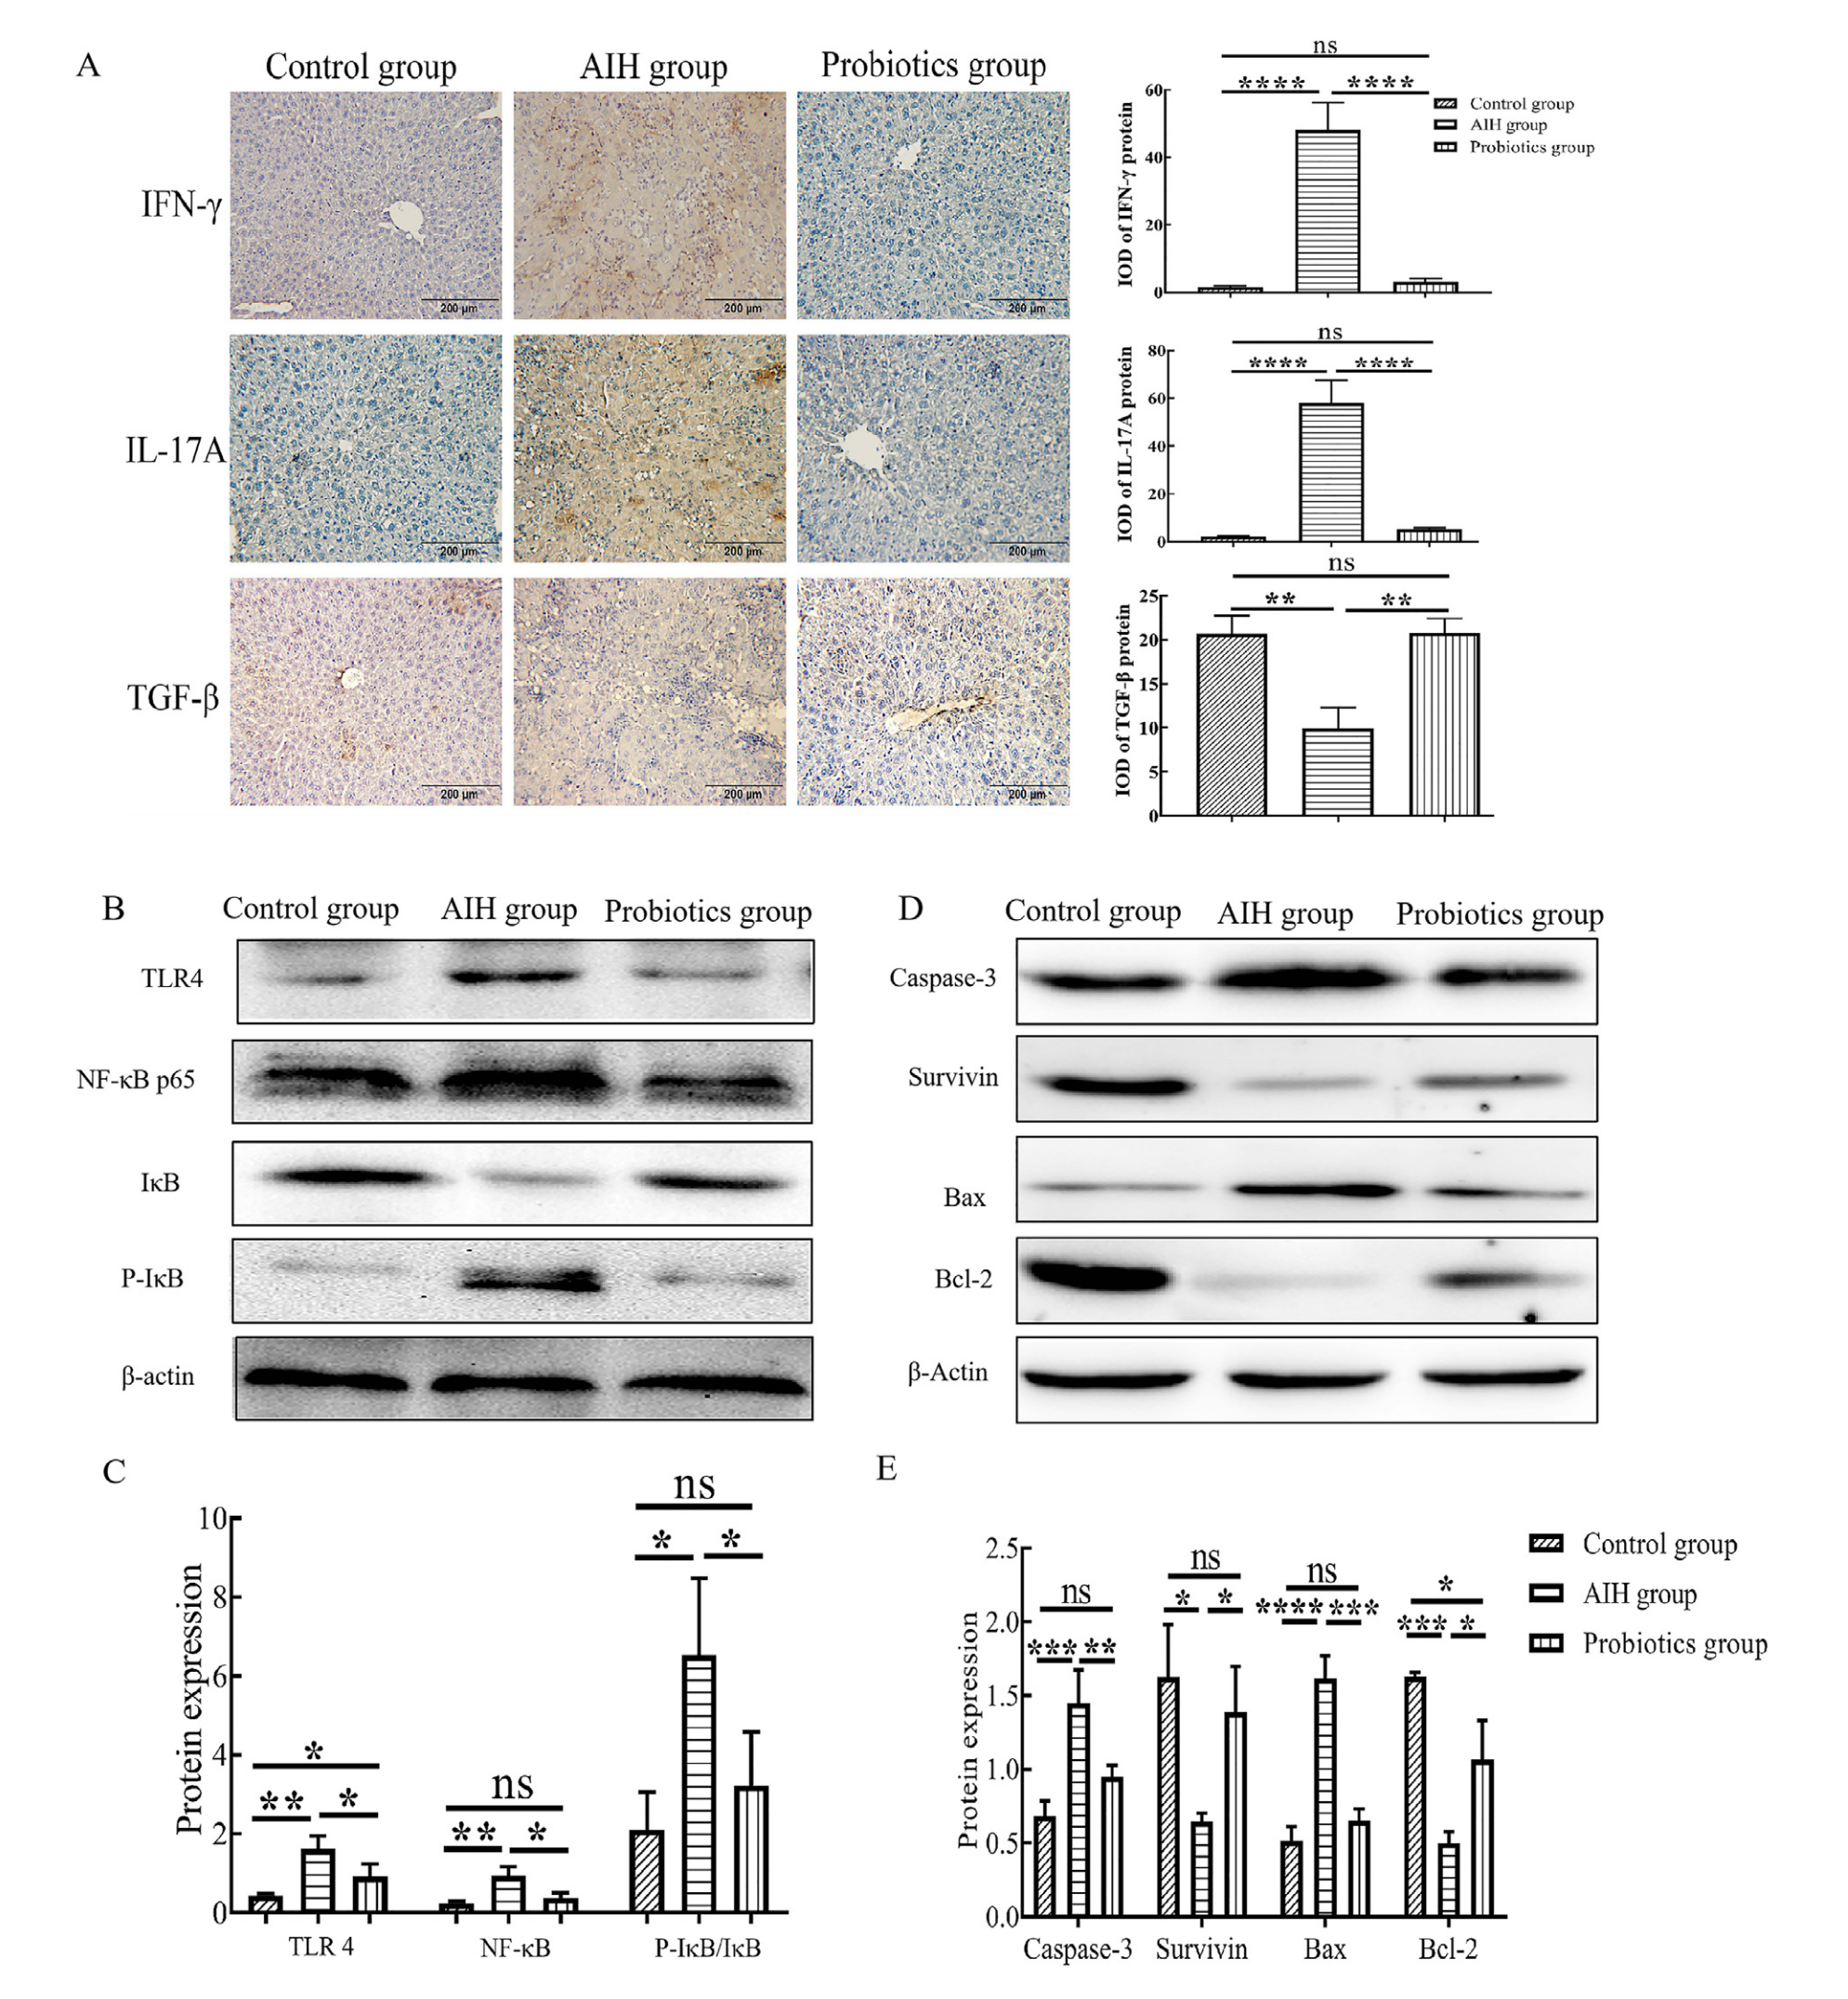 A
Control group
AIH group
Probiotics group
IFN-γ
200 μm
200 μm
200 μm
IL-17A
200 μm
200 μm
200 μm
TGF-β
200 μm
200 μm
200 μm
ns
**** ****
IOD of IFN-γ protein
60
40
20
0
Control group
AIH group
Probiotics group
ns
**** ****
IOD of IL-17A protein
80
60
40
20
0
ns
** **
IOD of TGF-β protein
25
20
15
10
5
0
B
Control group AIH group Probiotics group
TLR4
NF-κB p65
IκB
P-IκB
β-actin
D
Control group AIH group Probiotics group
Caspase-3
Survivin
Bax
Bcl-2
β-Actin
C
Protein expression
10
8
6
4
2
0
*
** *
ns
** *
ns
* *
TLR 4 NF-κB P-IκB/IκB
E
Protein expression
2.5
2.0
1.5
1.0
0.5
0.0
ns
*** **
ns
* *
ns
**** ***
*
*** *
Caspase-3 Survivin Bax Bcl-2
Control group
AIH group
Probiotics group